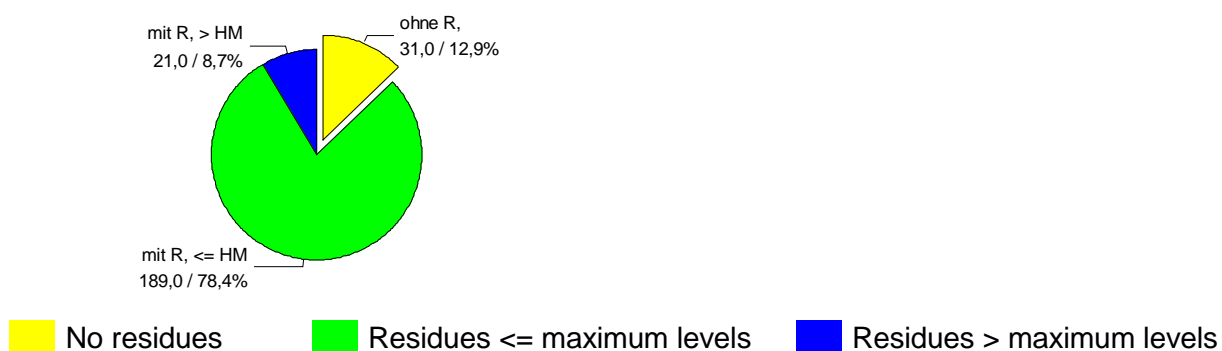 mit R, > HM
21,0 / 8,7%
ohne R,
31,0 / 12,9%
mit R, <= HM
189,0 / 78,4%
No residues
Residues <= maximum levels
Residues > maximum levels